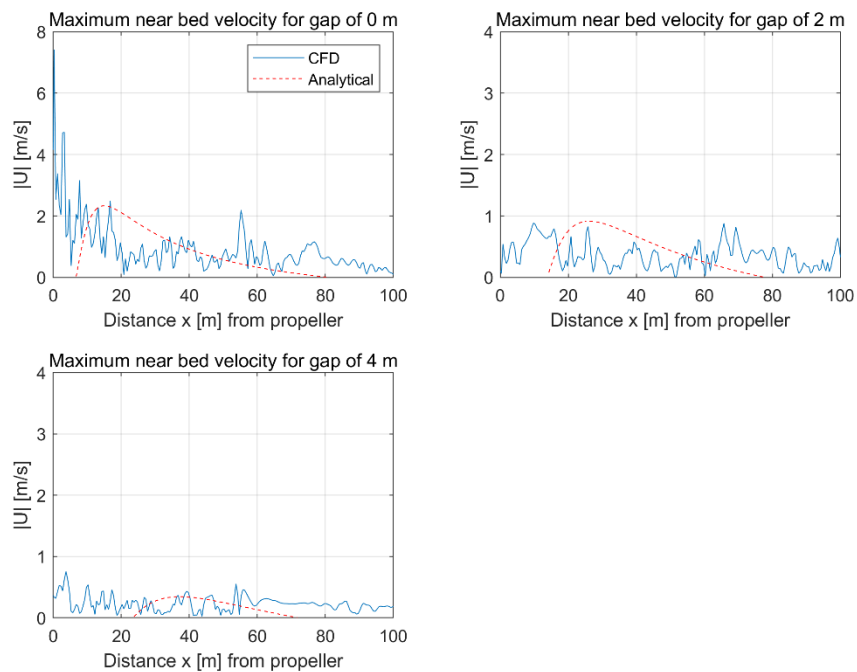 Maximum near bed velocity for gap of 0 m
8
6
4
2
0
|U| [m/s]
CFD
Analytical
0 20 40 60 80 100
Distance x [m] from propeller
Maximum near bed velocity for gap of 2 m
4
3
2
1
0
|U| [m/s]
0 20 40 60 80 100
Distance x [m] from propeller
Maximum near bed velocity for gap of 4 m
4
3
2
1
0
|U| [m/s]
0 20 40 60 80 100
Distance x [m] from propeller